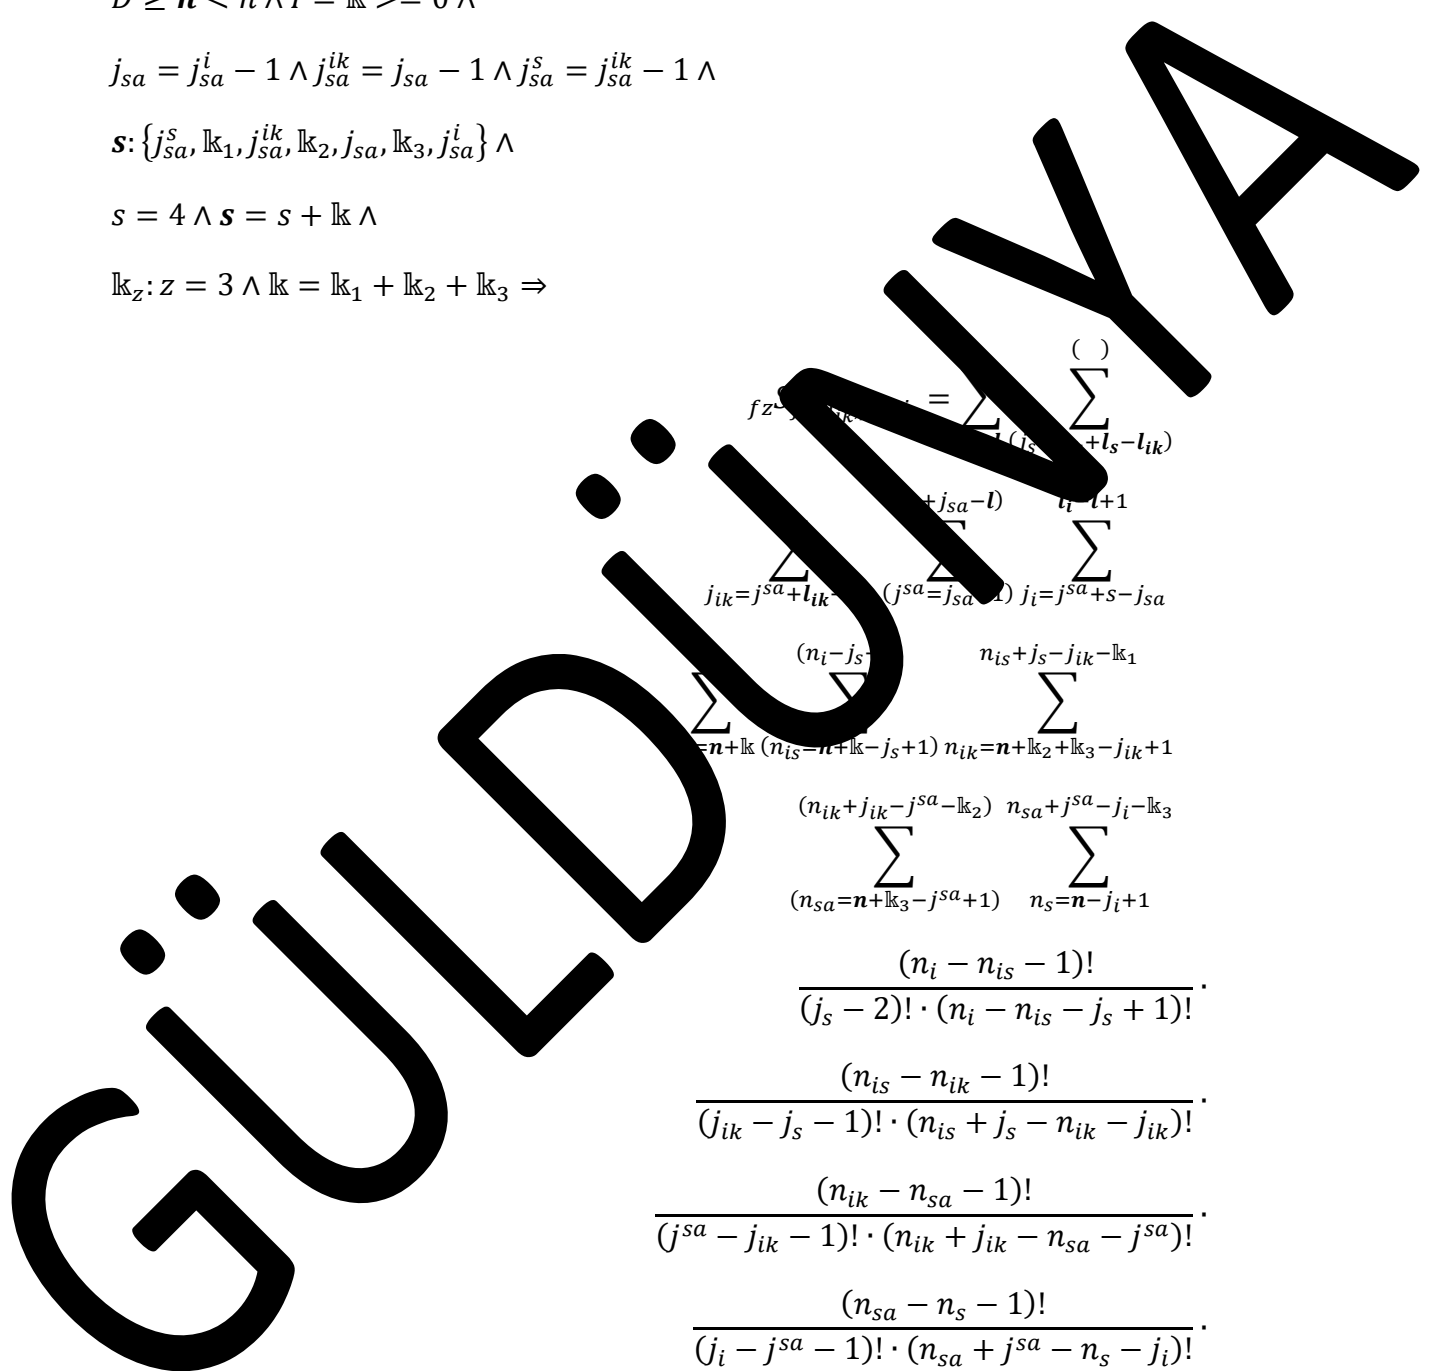 D ≥ 𝒏 < n ∧ I = 𝕜 >= 0 ∧
j_{sa} = j_{sa}^{i} − 1 ∧ j_{sa}^{ik} = j_{sa} − 1 ∧ j_{sa}^{s} = j_{sa}^{ik} − 1 ∧
𝒔: {j_{sa}^{s}, 𝕜_1, j_{sa}^{ik}, 𝕜_2, j_{sa}, 𝕜_3, j_{sa}^{i}} ∧
s = 4 ∧ 𝒔 = s + 𝕜 ∧
𝕜_z: z = 3 ∧ 𝕜 = 𝕜_1 + 𝕜_2 + 𝕜_3 ⇒
( )
fz = ∑ ∑
(j_s +𝒍_𝒔−𝒍_{𝒊𝒌})
+j_{sa}−𝒍) 𝒍_𝒊−𝒍+1
∑ ∑ ∑
j_{ik}=j^{sa}+𝒍_{𝒊𝒌} (j^{sa}=j_{sa} 1) j_i=j^{sa}+s−j_{sa}
(n_i−j_s n_{is}+j_s−j_{ik}−𝕜_1
∑ ∑ ∑
=𝒏+𝕜 (n_{is}=𝒏+𝕜−j_s+1) n_{ik}=𝒏+𝕜_2+𝕜_3−j_{ik}+1
(n_{ik}+j_{ik}−j^{sa}−𝕜_2) n_{sa}+j^{sa}−j_i−𝕜_3
∑ ∑
(n_{sa}=𝒏+𝕜_3−j^{sa}+1) n_s=𝒏−j_i+1
(n_i − n_{is} − 1)!
(j_s − 2)! · (n_i − n_{is} − j_s + 1)! ·
(n_{is} − n_{ik} − 1)!
(j_{ik} − j_s − 1)! · (n_{is} + j_s − n_{ik} − j_{ik})! ·
(n_{ik} − n_{sa} − 1)!
(j^{sa} − j_{ik} − 1)! · (n_{ik} + j_{ik} − n_{sa} − j^{sa})! ·
(n_{sa} − n_s − 1)!
(j_i − j^{sa} − 1)! · (n_{sa} + j^{sa} − n_s − j_i)! ·
GÜLDÜNYA